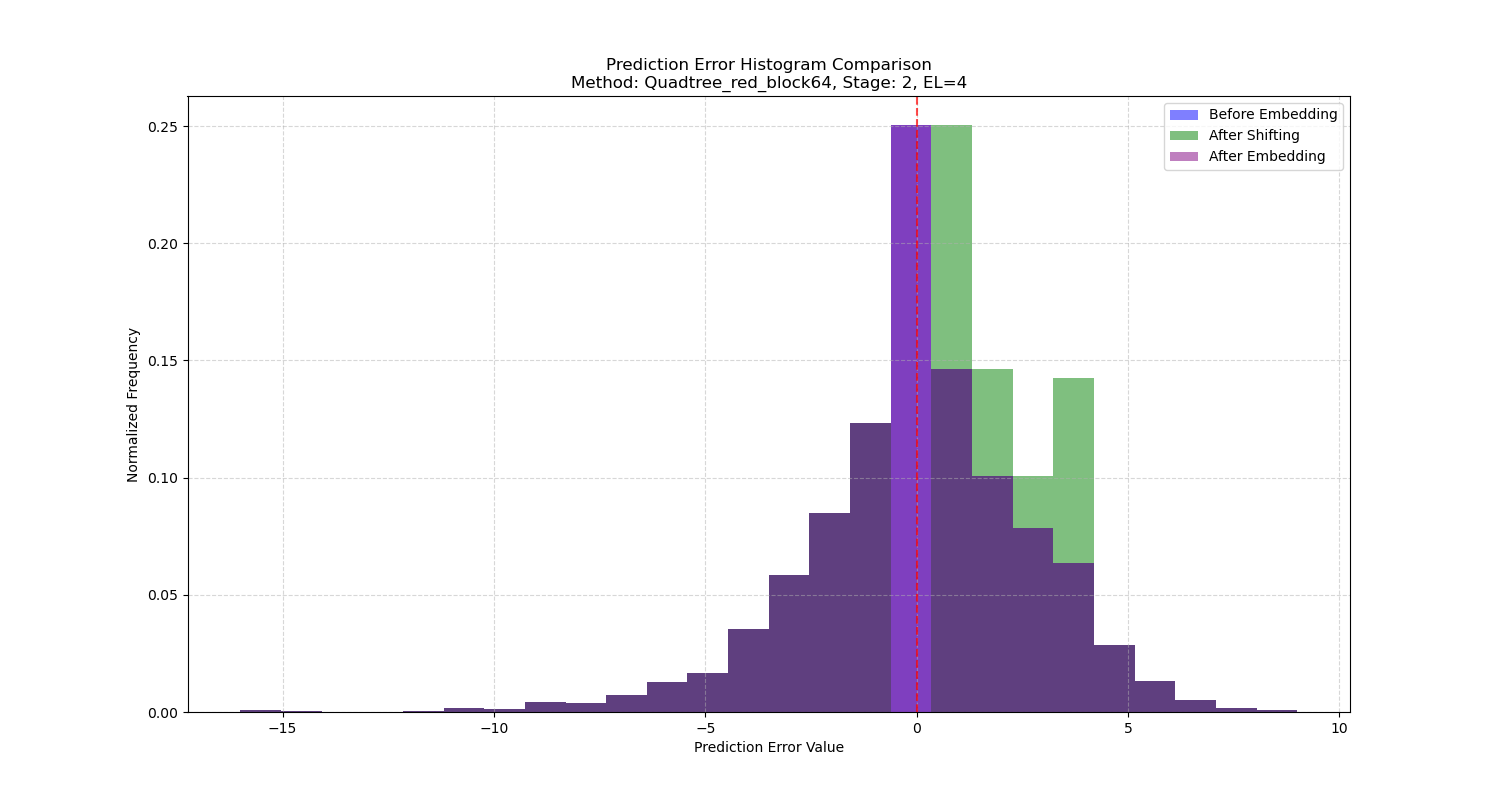 Prediction Error Histogram Comparison
Method: Quadtree_red_block64, Stage: 2, EL=4
Before Embedding
After Shifting
After Embedding
Normalized Frequency
0.25
0.20
0.15
0.10
0.05
0.00
−15
−10
−5
0
5
10
Prediction Error Value